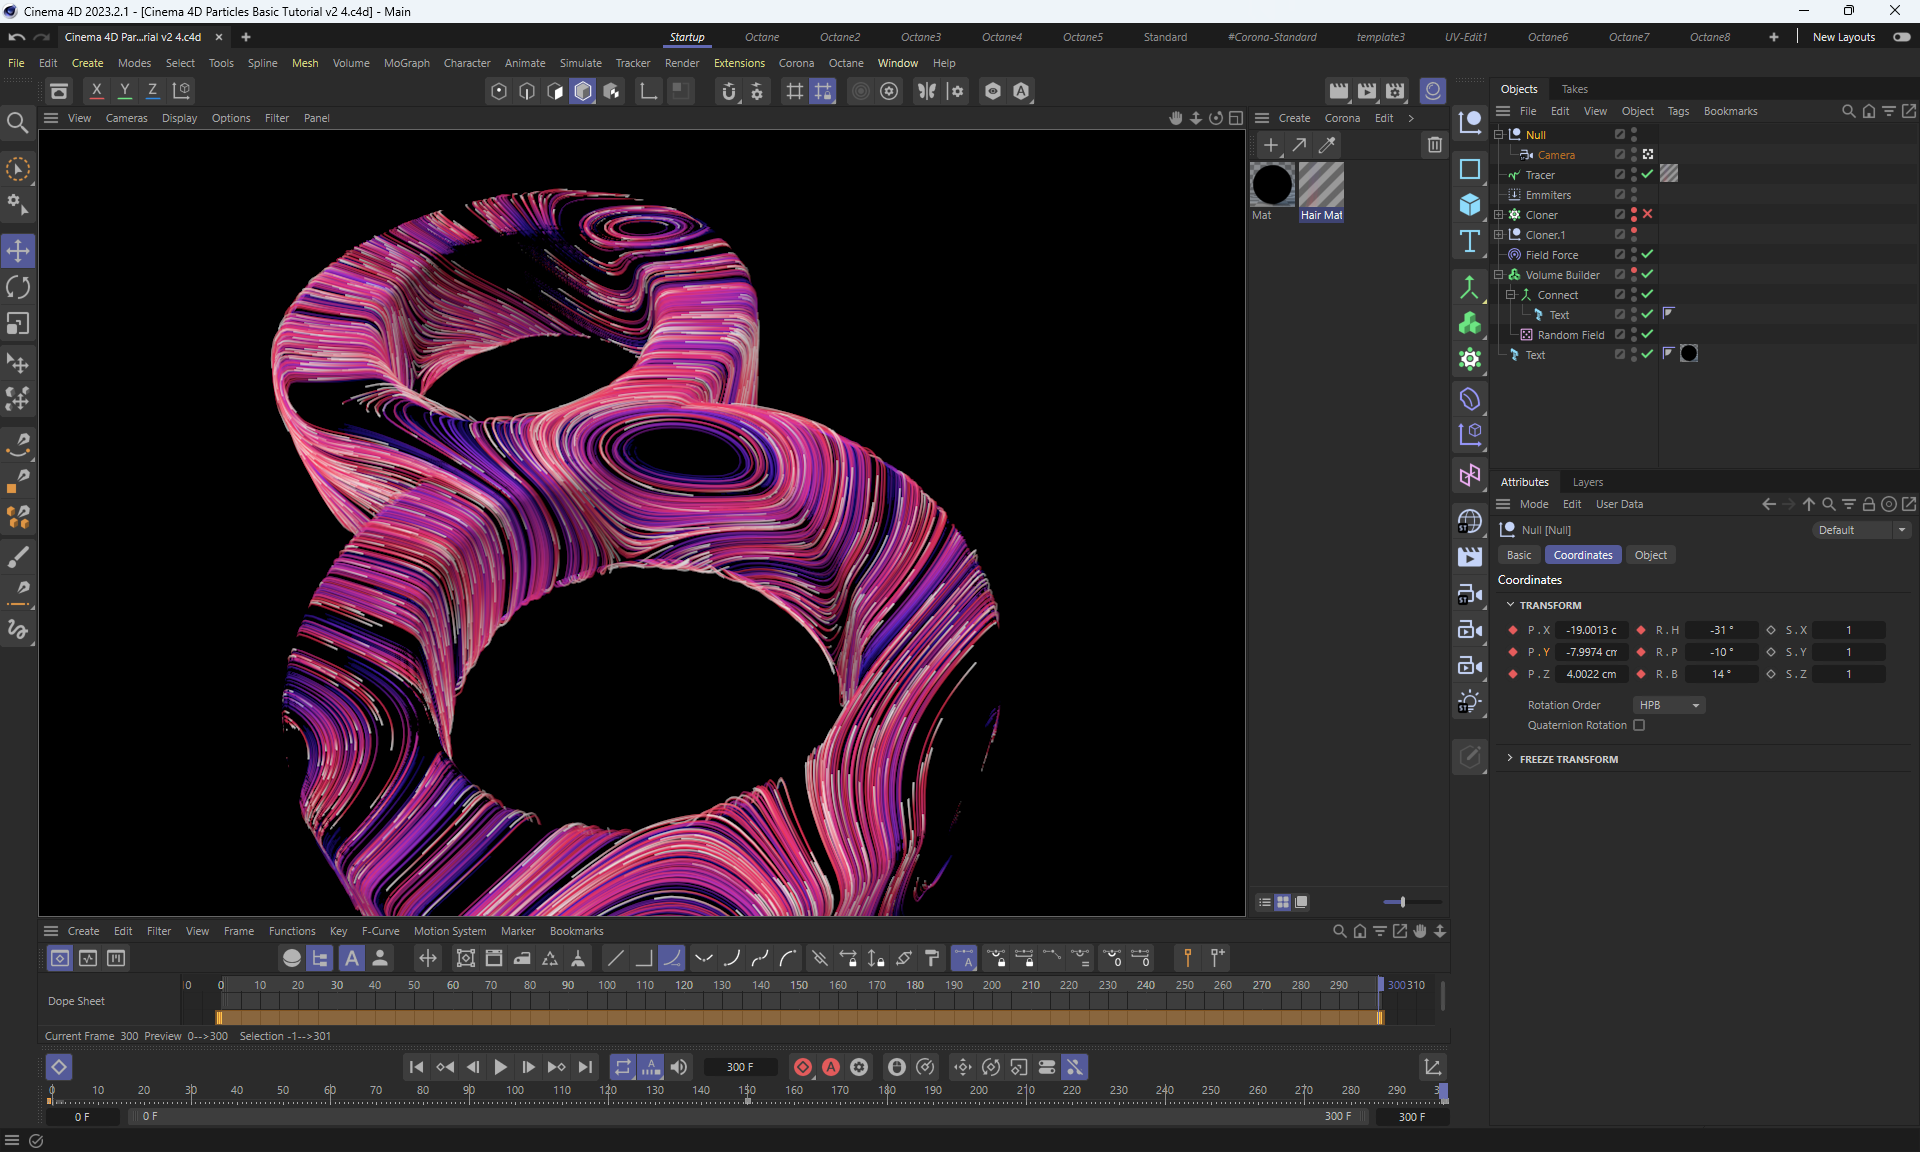 Cinema 4D 2023.2.1 - [Cinema 4D Particles Basic Tutorial v2 4.c4d] - Main
Cinema 4D Par...rial v2 4.c4d
Startup Octane Octane2 Octane3 Octane4 Octane5 Standard #Corona-Standard template3 UV-Edit1 Octane6 Octane7 Octane8 New Layouts
File Edit Create Modes Select Tools Spline Mesh Volume MoGraph Character Animate Simulate Tracker Render Extensions Corona Octane Window Help
X Y Z
View Cameras Display Options Filter Panel
Create Corona Edit
Mat Hair Mat
Objects Takes
File Edit View Object Tags Bookmarks
Null
Camera
Tracer
Emmiters
Cloner
Cloner.1
Field Force
Volume Builder
Connect
Text
Random Field
Text
Attributes Layers
Mode Edit User Data
Null [Null] Default
Basic Coordinates Object
Coordinates
TRANSFORM
P . X -19.0013 c R . H -31 ° S . X 1
P . Y -7.9974 cm R . P -10 ° S . Y 1
P . Z 4.0022 cm R . B 14 ° S . Z 1
Rotation Order HPB
Quaternion Rotation
FREEZE TRANSFORM
Create Edit Filter View Frame Functions Key F-Curve Motion System Marker Bookmarks
0 10 20 30 40 50 60 70 80 90 100 110 120 130 140 150 160 170 180 190 200 210 220 230 240 250 260 270 280 290 300 310
Dope Sheet
Current Frame 300 Preview 0-->300 Selection -1-->301
300 F
0 10 20 30 40 50 60 70 80 90 100 110 120 130 140 150 160 170 180 190 200 210 220 230 240 250 260 270 280 290
0 F 0 F 300 F 300 F